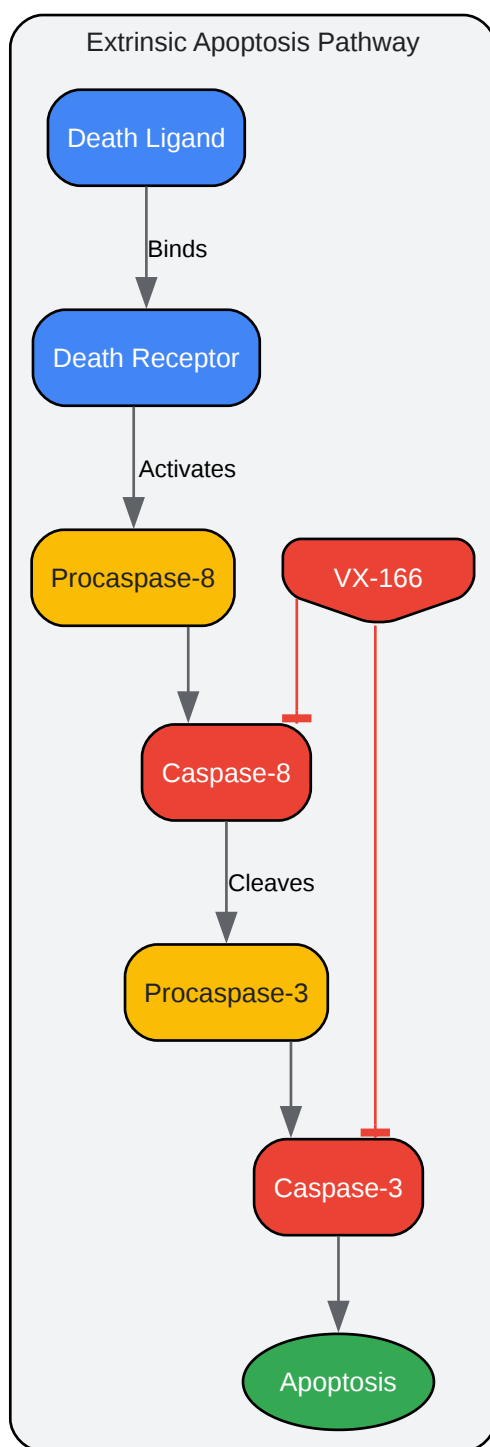 Extrinsic Apoptosis Pathway
Death Ligand
Binds
Death Receptor
Activates
Procaspase-8
VX-166
Caspase-8
Cleaves
Procaspase-3
Caspase-3
Apoptosis